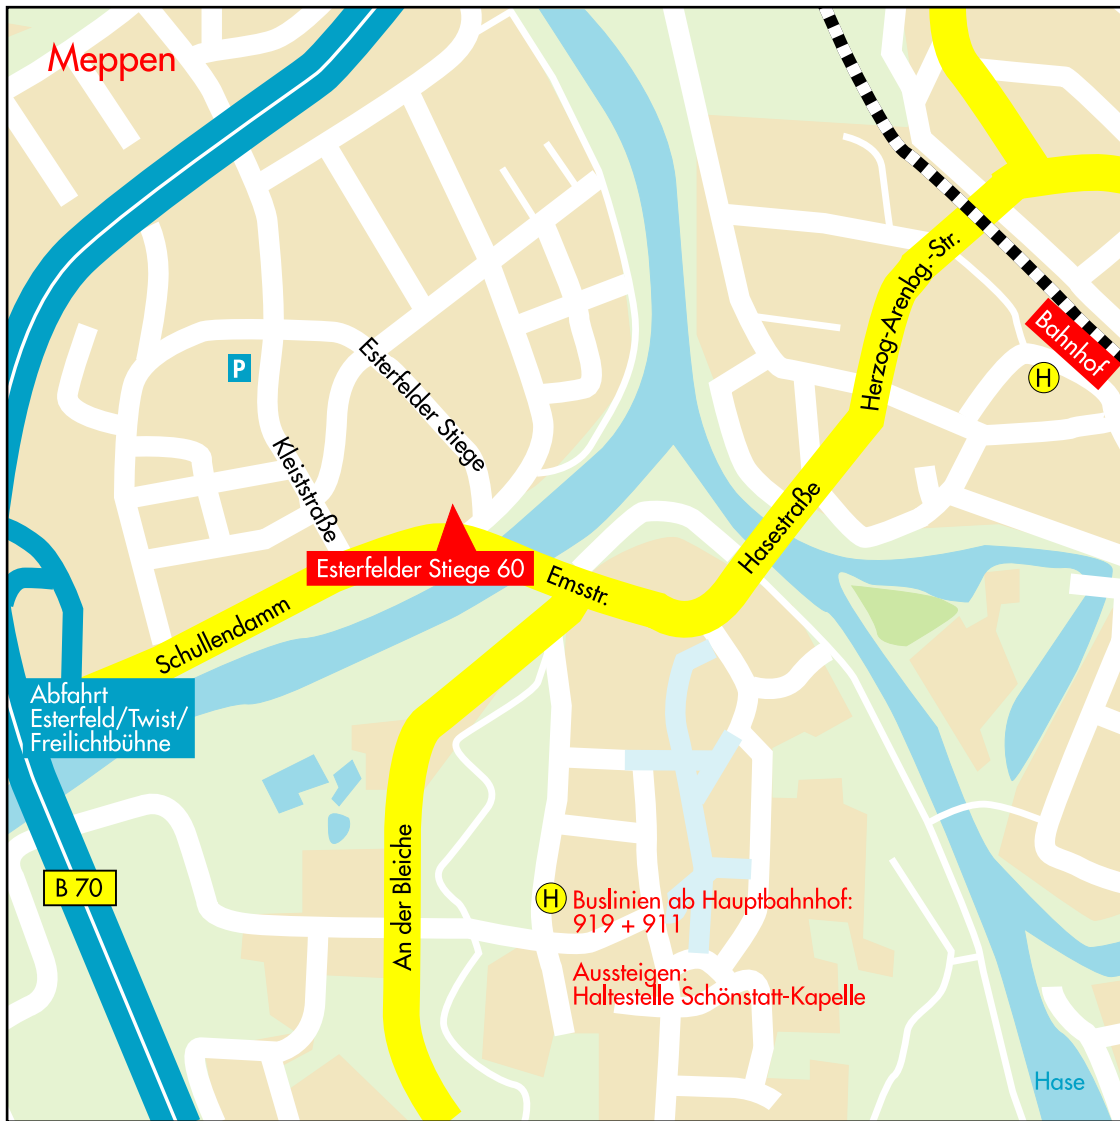 Meppen
Herzog-Arenbg.-Str.
Bahnhof
H
P
Esterfelder Stiege
Kleiststraße
Hasestraße
Esterfelder Stiege 60
Emsstr.
Schullendamm
Abfahrt
Esterfeld/Twist/
Freilichtbühne
An der Bleiche
B 70
H
Buslinien ab Hauptbahnhof:
919 + 911
Aussteigen:
Haltestelle Schönstatt-Kapelle
Hase